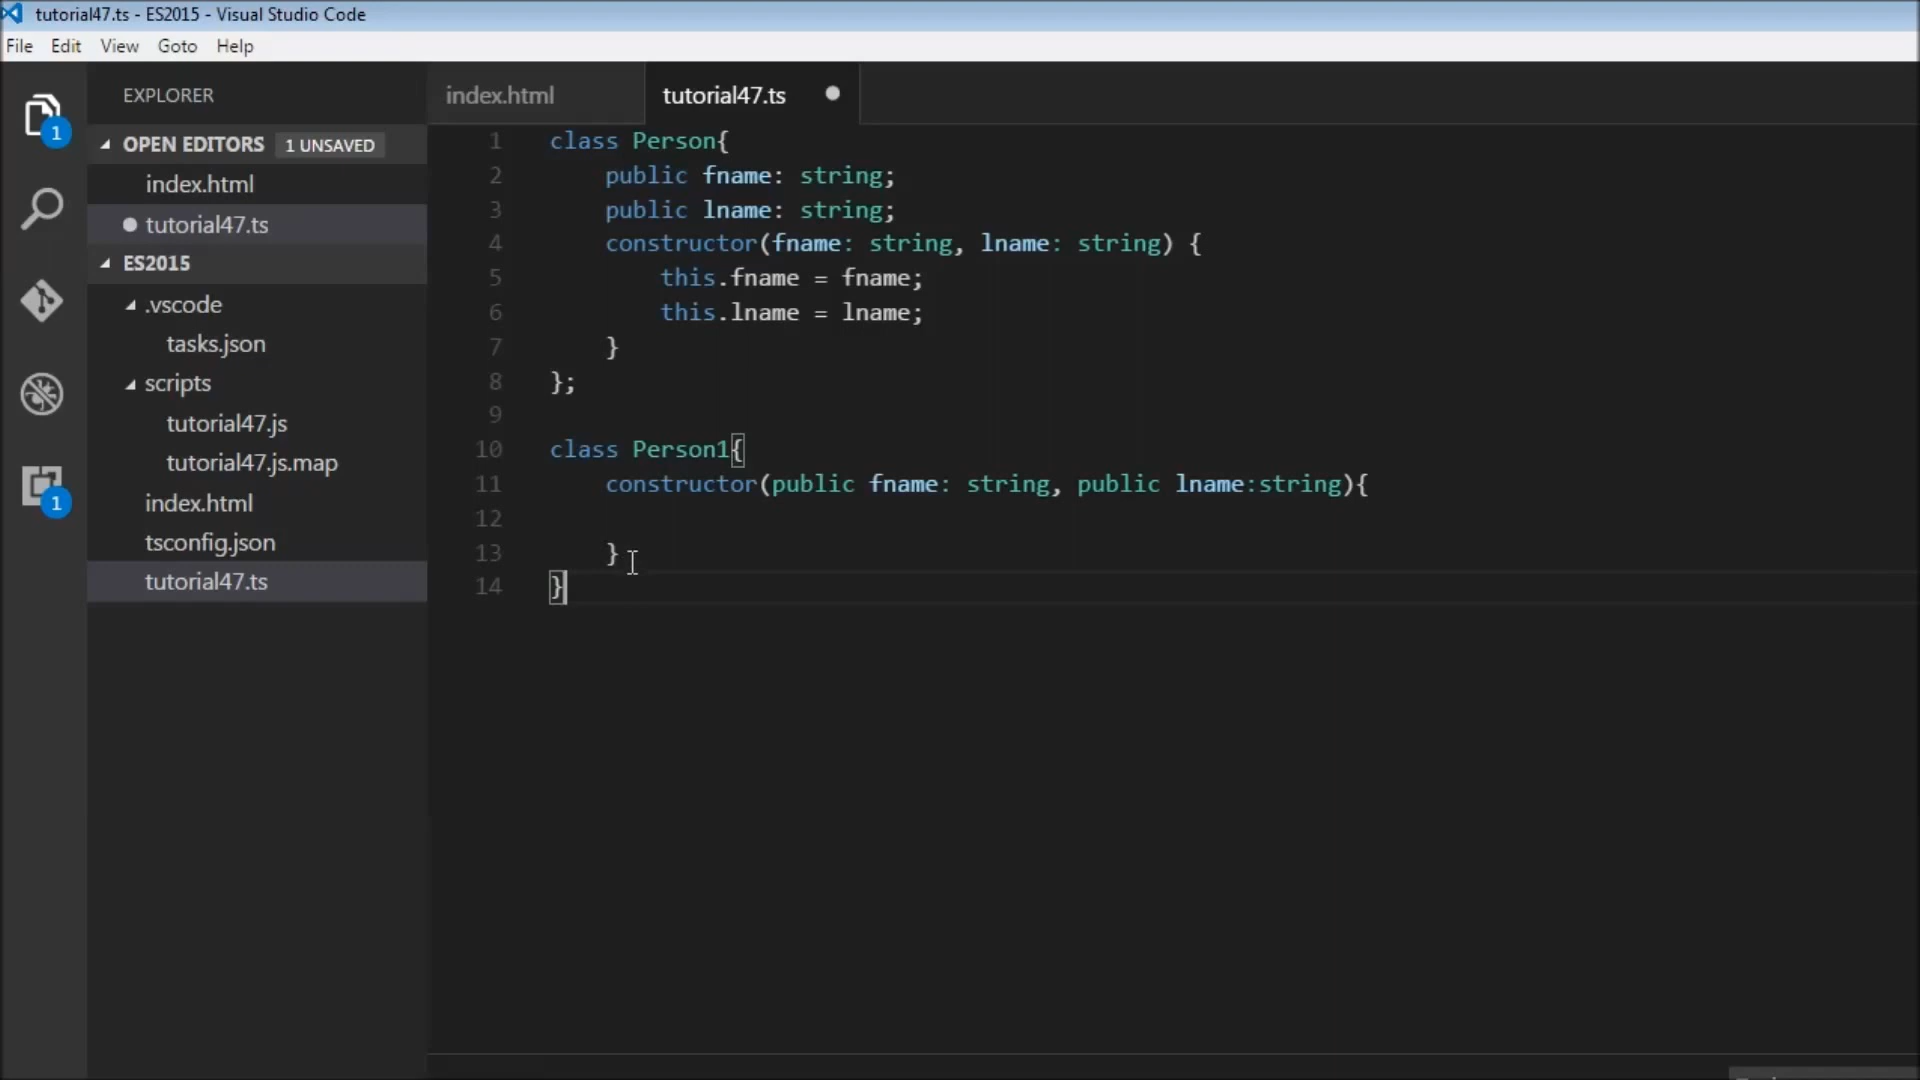 tutorial47.ts - ES2015 - Visual Studio Code
File Edit View Goto Help
EXPLORER
OPEN EDITORS 1 UNSAVED
index.html
tutorial47.ts
ES2015
.vscode
tasks.json
scripts
tutorial47.js
tutorial47.js.map
index.html
tsconfig.json
tutorial47.ts
1
1
index.html tutorial47.ts
1 class Person{
2 public fname: string;
3 public lname: string;
4 constructor(fname: string, lname: string) {
5 this.fname = fname;
6 this.lname = lname;
7 }
8 };
9
10 class Person1{
11 constructor(public fname: string, public lname:string){
12
13 }
14 }